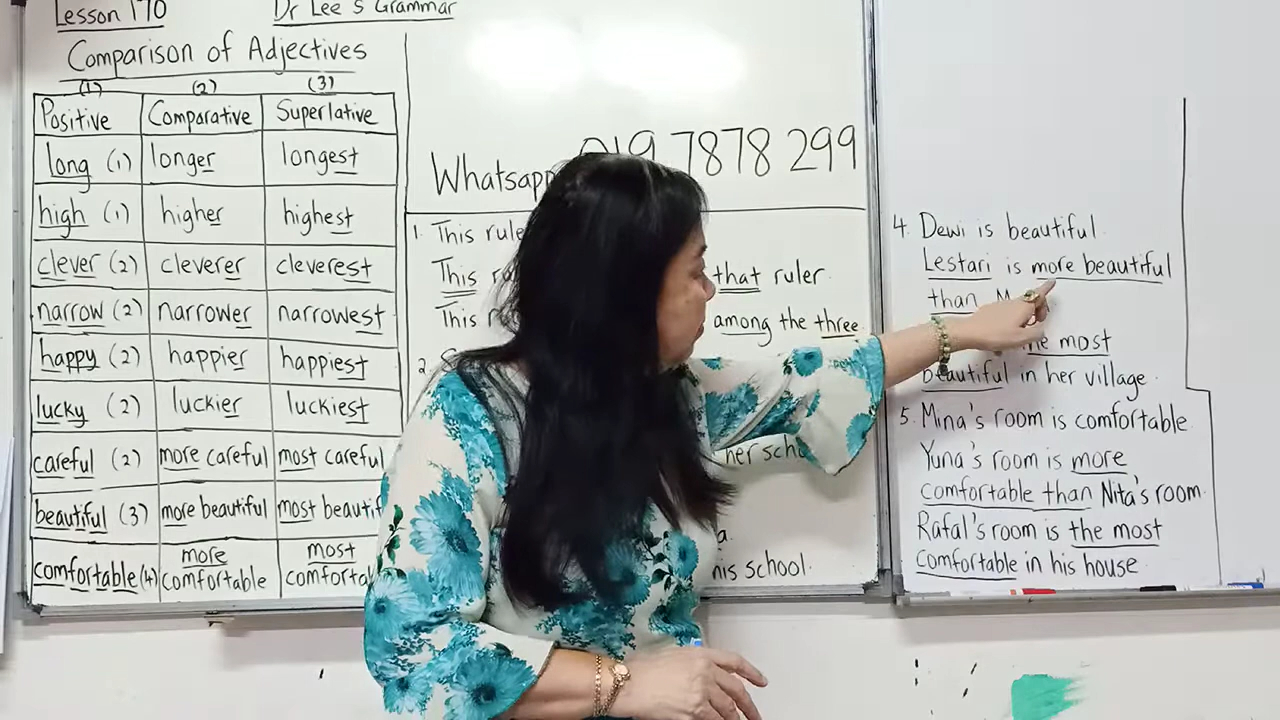 Lesson 170
Dr Lee's Grammar
Comparison of Adjectives
(1) (2) (3)
Positive Comparative Superlative
long (1) longer longest
high (1) higher highest
clever (2) cleverer cleverest
narrow (2) narrower narrowest
happy (2) happier happiest
lucky (2) luckier luckiest
careful (2) more careful most careful
beautiful (3) more beautiful most beautif
comfortable (4) more comfortable most comforta
Whatsapp 019 7878 299
1. This rule
This that ruler
This among the three
2.
her scho
his school.
4. Dewi is beautiful.
Lestari is more beautiful
than
the most
beautiful in her village.
5. Mina's room is comfortable.
Yuna's room is more
comfortable than Nita's room.
Rafal's room is the most
comfortable in his house.